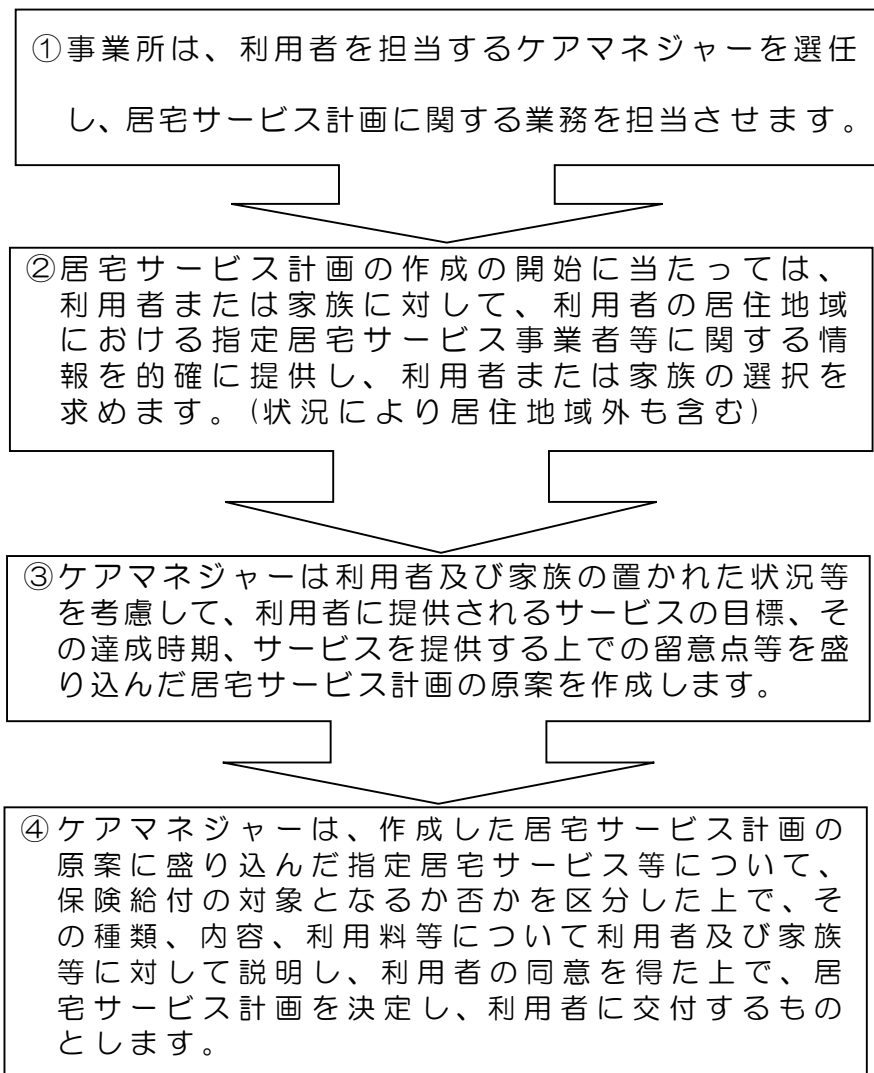 ①事業所は、利用者を担当するケアマネジャーを選任
し、居宅サービス計画に関する業務を担当させます。
②居宅サービス計画の作成の開始に当たっては、
利用者または家族に対して、利用者の居住地域
における指定居宅サービス事業者等に関する情
報を的確に提供し、利用者または家族の選択を
求めます。(状況により居住地域外も含む)
③ケアマネジャーは利用者及び家族の置かれた状況等
を考慮して、利用者に提供されるサービスの目標、そ
の達成時期、サービスを提供する上での留意点等を盛
り込んだ居宅サービス計画の原案を作成します。
④ケアマネジャーは、作成した居宅サービス計画の
原案に盛り込んだ指定居宅サービス等について、
保険給付の対象となるか否かを区分した上で、そ
の種類、内容、利用料等について利用者及び家族
等に対して説明し、利用者の同意を得た上で、居
宅サービス計画を決定し、利用者に交付するもの
とします。